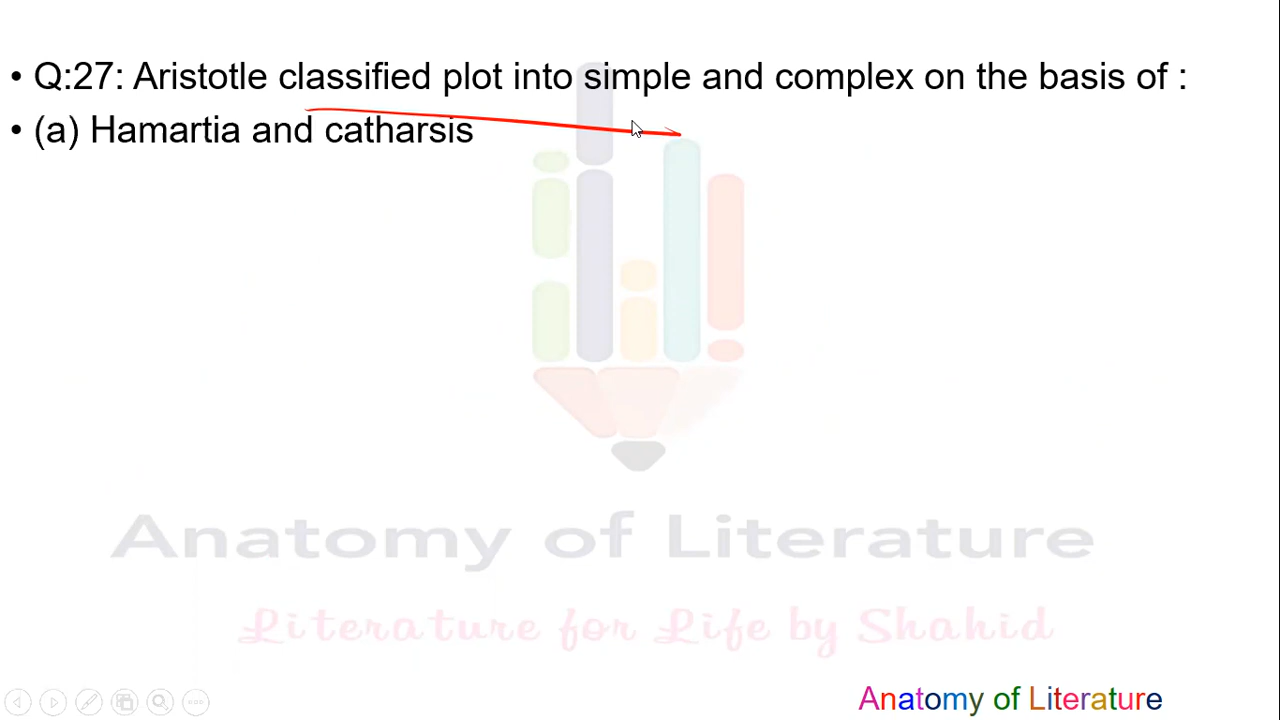 • Q:27: Aristotle classified plot into simple and complex on the basis of :
• (a) Hamartia and catharsis
Anatomy of Literature
Literature for Life by Shahid
Anatomy of Literature